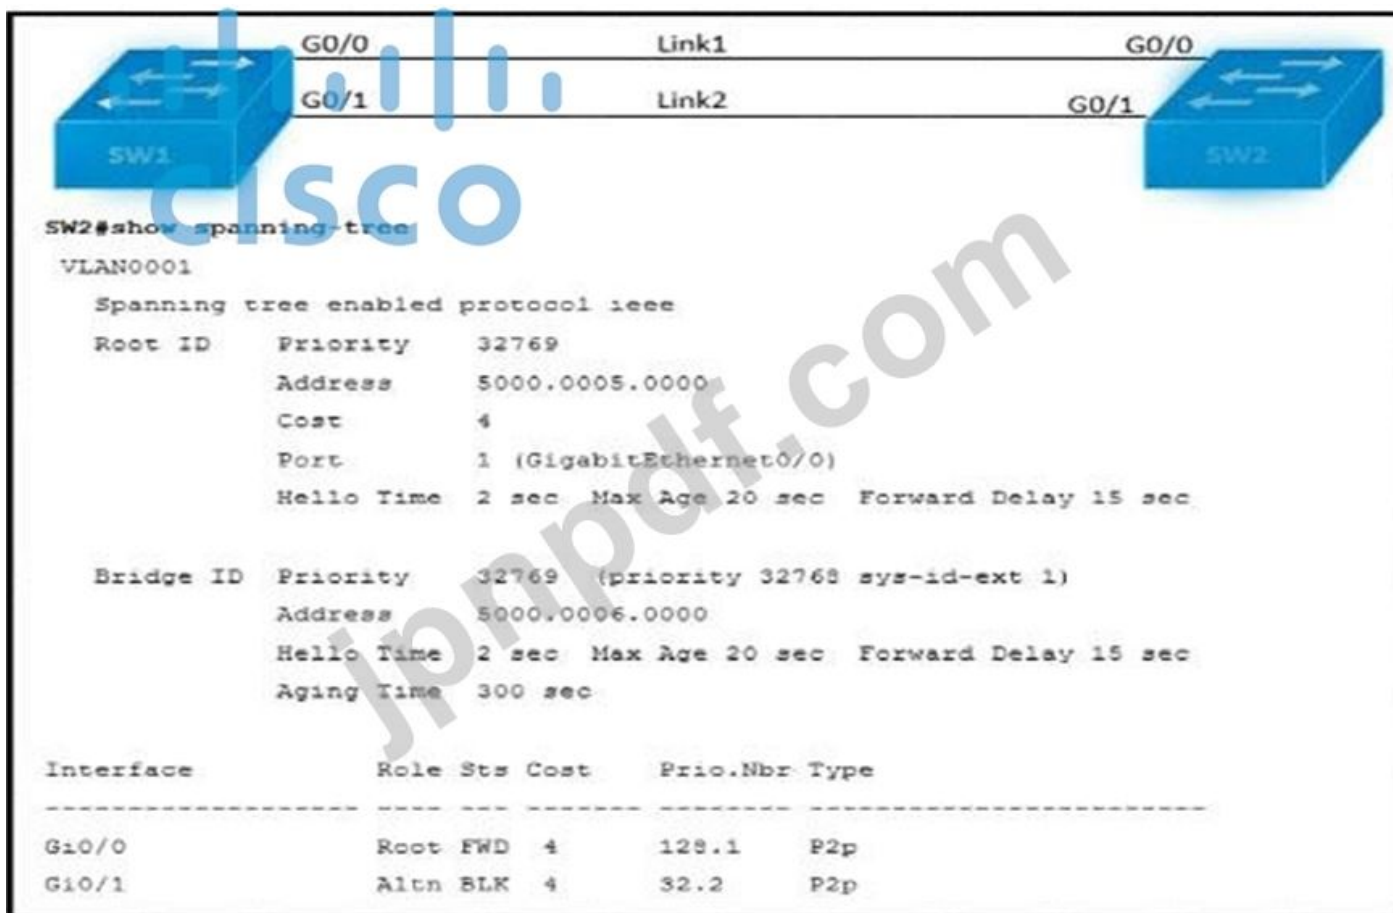 G0/0 Link1 G0/0
G0/1 Link2 G0/1
SW1 SW2
cisco
SW2#show spanning-tree
VLAN0001
Spanning tree enabled protocol ieee
Root ID Priority 32769
Address 5000.0005.0000
Cost 4
Port 1 (GigabitEthernet0/0)
Hello Time 2 sec Max Age 20 sec Forward Delay 15 sec
Bridge ID Priority 32769 (priority 32768 sys-id-ext 1)
Address 5000.0006.0000
Hello Time 2 sec Max Age 20 sec Forward Delay 15 sec
Aging Time 300 sec
Interface Role Sts Cost Prio.Nbr Type
------------------- ---- --- ------- -------- ------------------------
Gi0/0 Root FWD 4 128.1 P2p
Gi0/1 Altn BLK 4 32.2 P2p
jpnpdf.com